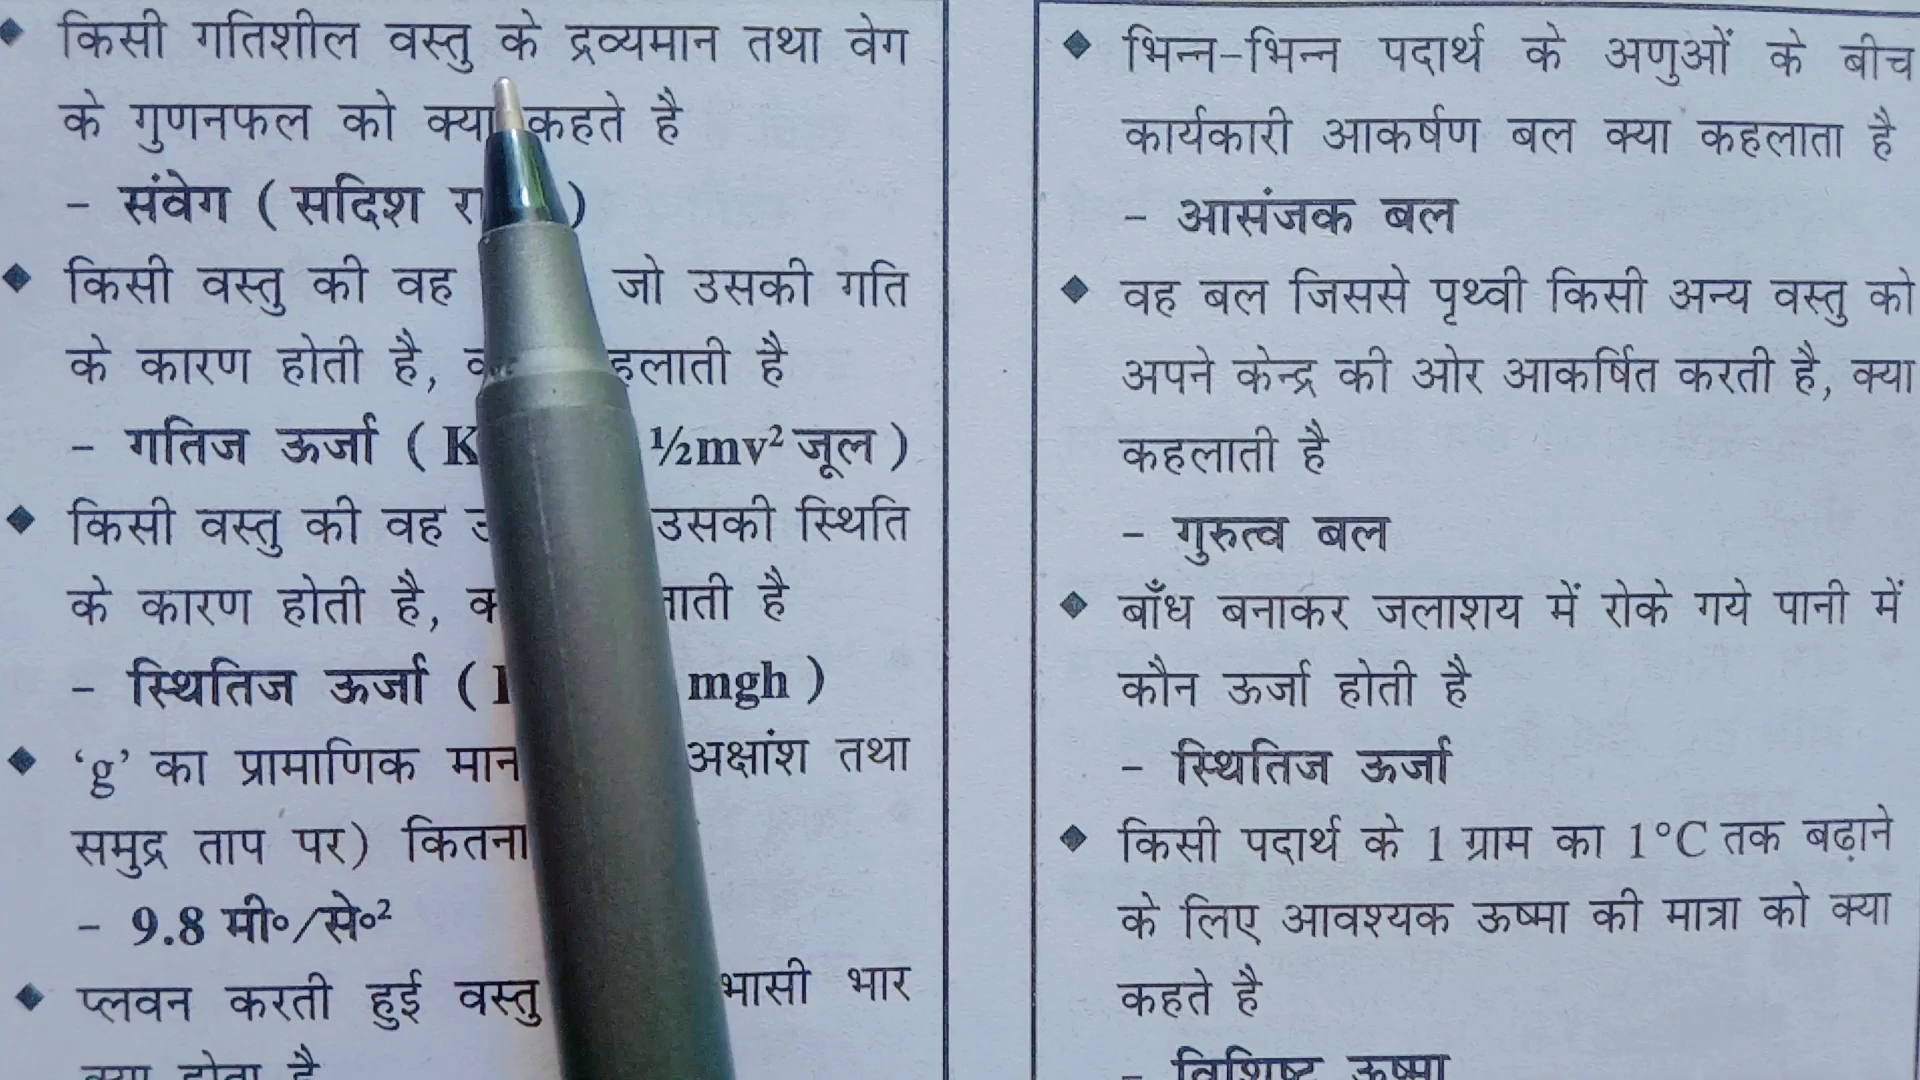 किसी गतिशील वस्तु के द्रव्यमान तथा वेग
के गुणनफल को क्या कहते है
- संवेग ( सदिश )
किसी वस्तु की वह जो उसकी गति
के कारण होती है, है
- गतिज ऊर्जा ( K ½mv² जूल )
किसी वस्तु की वह उसकी स्थिति
के कारण होती है, है
- स्थितिज ऊर्जा ( mgh )
‘g’ का प्रामाणिक मान अक्षांश तथा
समुद्र ताप पर) कितना
- 9.8 मी०/से०²
प्लवन करती हुई वस्तु भार
क्या होता है
भिन्न-भिन्न पदार्थ के अणुओं के बीच
कार्यकारी आकर्षण बल क्या कहलाता है
- आसंजक बल
वह बल जिससे पृथ्वी किसी अन्य वस्तु को
अपने केन्द्र की ओर आकर्षित करती है, क्या
कहलाती है
- गुरुत्व बल
बाँध बनाकर जलाशय में रोके गये पानी में
कौन ऊर्जा होती है
- स्थितिज ऊर्जा
किसी पदार्थ के 1 ग्राम का 1°C तक बढ़ाने
के लिए आवश्यक ऊष्मा की मात्रा को क्या
कहते है
- विशिष्ट ऊष्मा